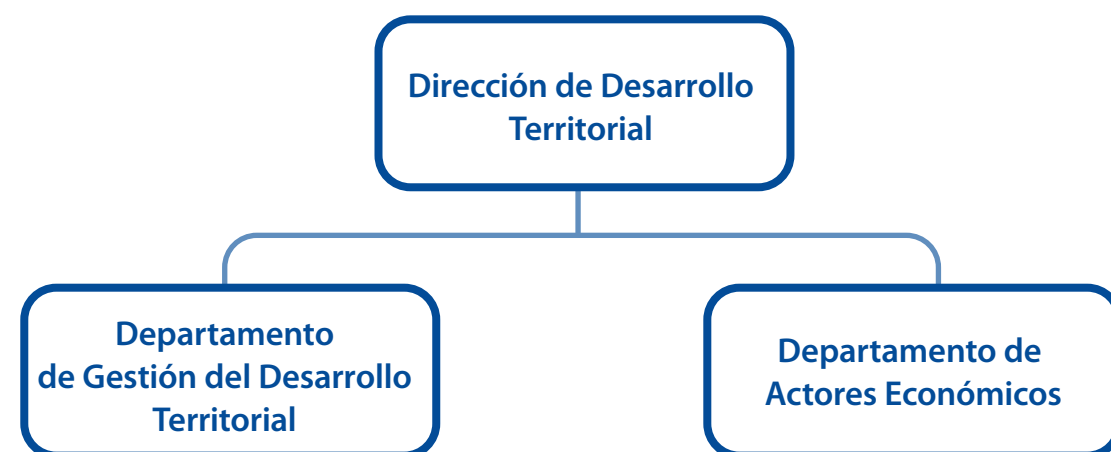 Dirección de Desarrollo
Territorial
Departamento
de Gestión del Desarrollo
Territorial
Departamento de
Actores Económicos